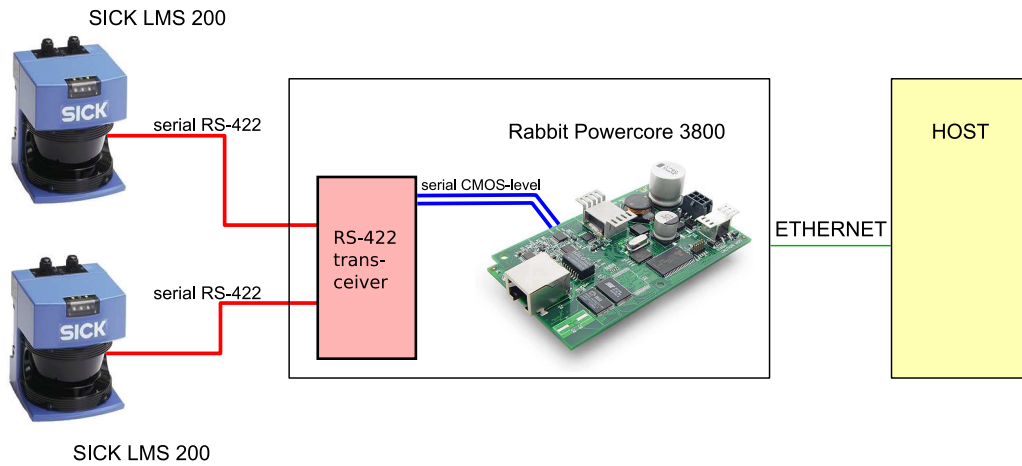 SICK LMS 200
SICK
serial RS-422
Rabbit Powercore 3800
HOST
serial CMOS-level
RS-422
trans-
ceiver
ETHERNET
serial RS-422
SICK
SICK LMS 200